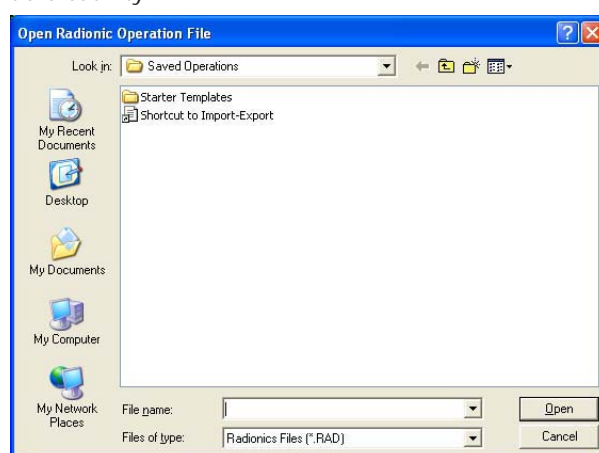 Open Radionic Operation File
Look in: Saved Operations
Starter Templates
Shortcut to Import-Export
My Recent
Documents
Desktop
My Documents
My Computer
My Network
Places
File name:
Open
Files of type: Radionics Files (*.RAD)
Cancel